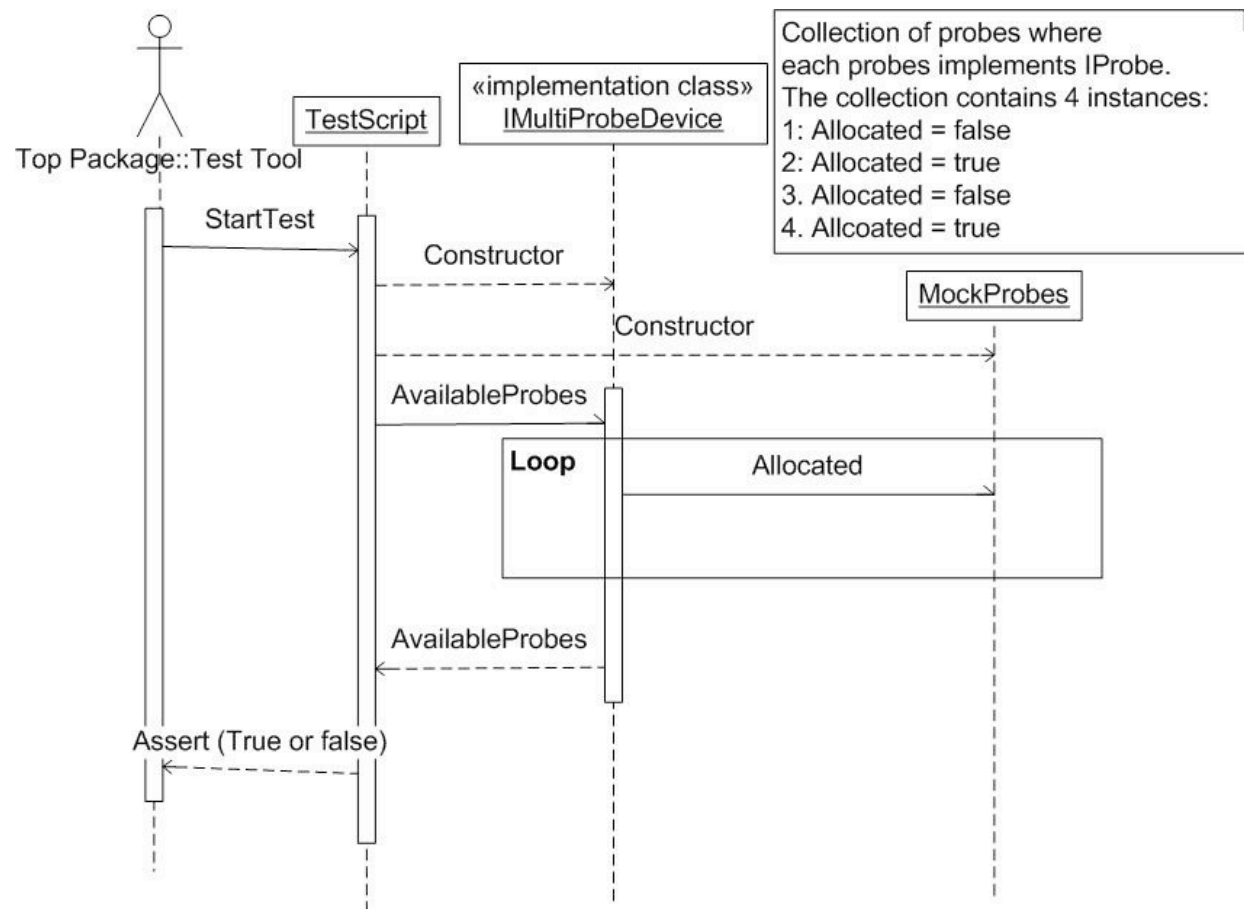 Collection of probes where
each probes implements IProbe.
The collection contains 4 instances:
1: Allocated = false
2: Allocated = true
3. Allocated = false
4. Allcoated = true
«implementation class»
IMultiProbeDevice
TestScript
Top Package::Test Tool
StartTest
Constructor
MockProbes
Constructor
AvailableProbes
Loop
Allocated
AvailableProbes
Assert (True or false)